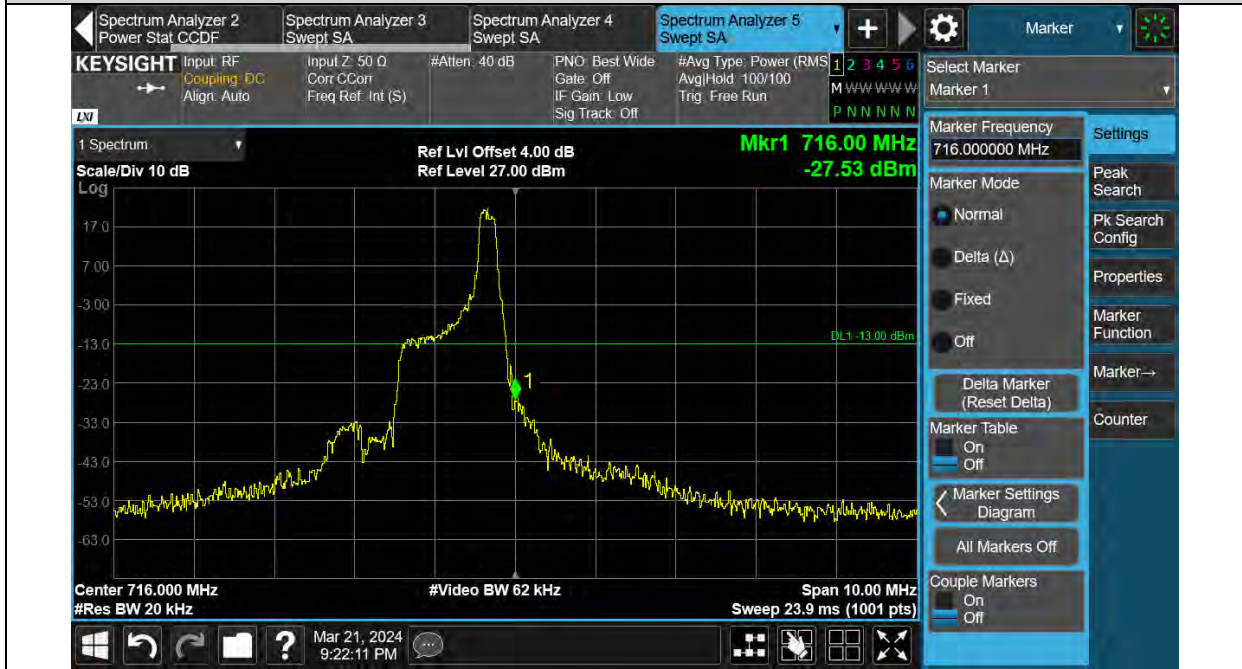 Spectrum Analyzer 2
Power Stat CCDF
Spectrum Analyzer 3
Swept SA
Spectrum Analyzer 4
Swept SA
Spectrum Analyzer 5
Swept SA
Marker
KEYSIGHT
LXI
Input: RF
Coupling: DC
Align: Auto
Input Z: 50 Ω
Corr CCorr
Freq Ref: Int (S)
#Atten: 40 dB
PNO: Best Wide
Gate: Off
IF Gain: Low
Sig Track: Off
#Avg Type: Power (RMS
Avg|Hold: 100/100
Trig: Free Run
1 2 3 4 5 6
M W W W W W
P N N N N N
Select Marker
Marker 1
1 Spectrum
Scale/Div 10 dB
Log
Ref Lvl Offset 4.00 dB
Ref Level 27.00 dBm
Mkr1 716.00 MHz
-27.53 dBm
17.0
7.00
-3.00
-13.0
-23.0
-33.0
-43.0
-53.0
-63.0
DL1 -13.00 dBm
1
Center 716.000 MHz
#Res BW 20 kHz
#Video BW 62 kHz
Span 10.00 MHz
Sweep 23.9 ms (1001 pts)
Marker Frequency
716.000000 MHz
Marker Mode
Normal
Delta (Δ)
Fixed
Off
Delta Marker
(Reset Delta)
Marker Table
On
Off
Marker Settings
Diagram
All Markers Off
Couple Markers
On
Off
Settings
Peak
Search
Pk Search
Config
Properties
Marker
Function
Marker→
Counter
?
Mar 21, 2024
9:22:11 PM